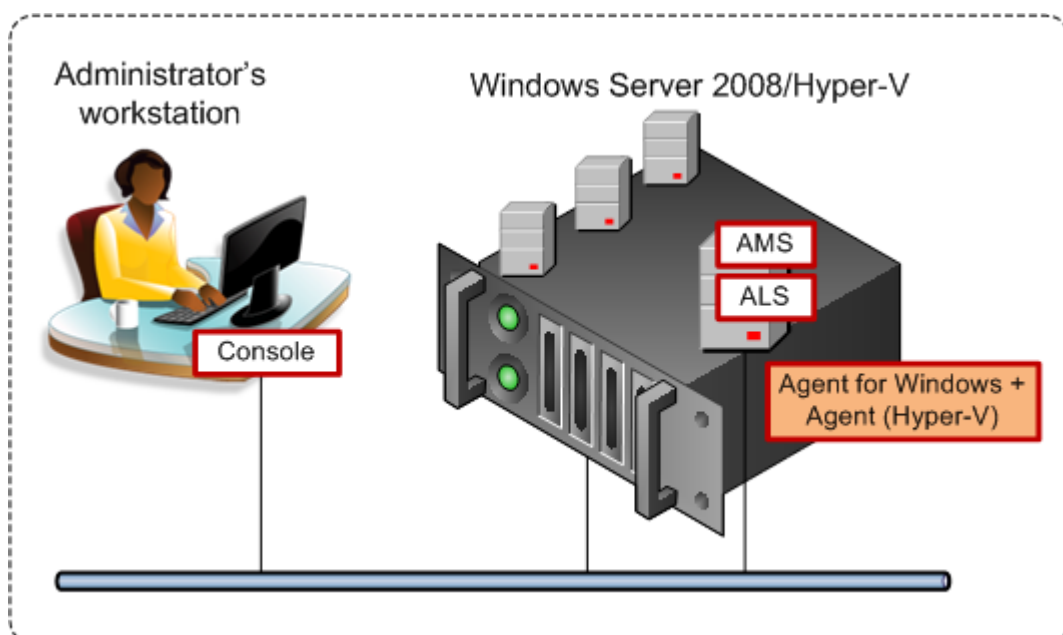 Administrator's
workstation
Windows Server 2008/Hyper-V
AMS
ALS
Console
Agent for Windows +
Agent (Hyper-V)